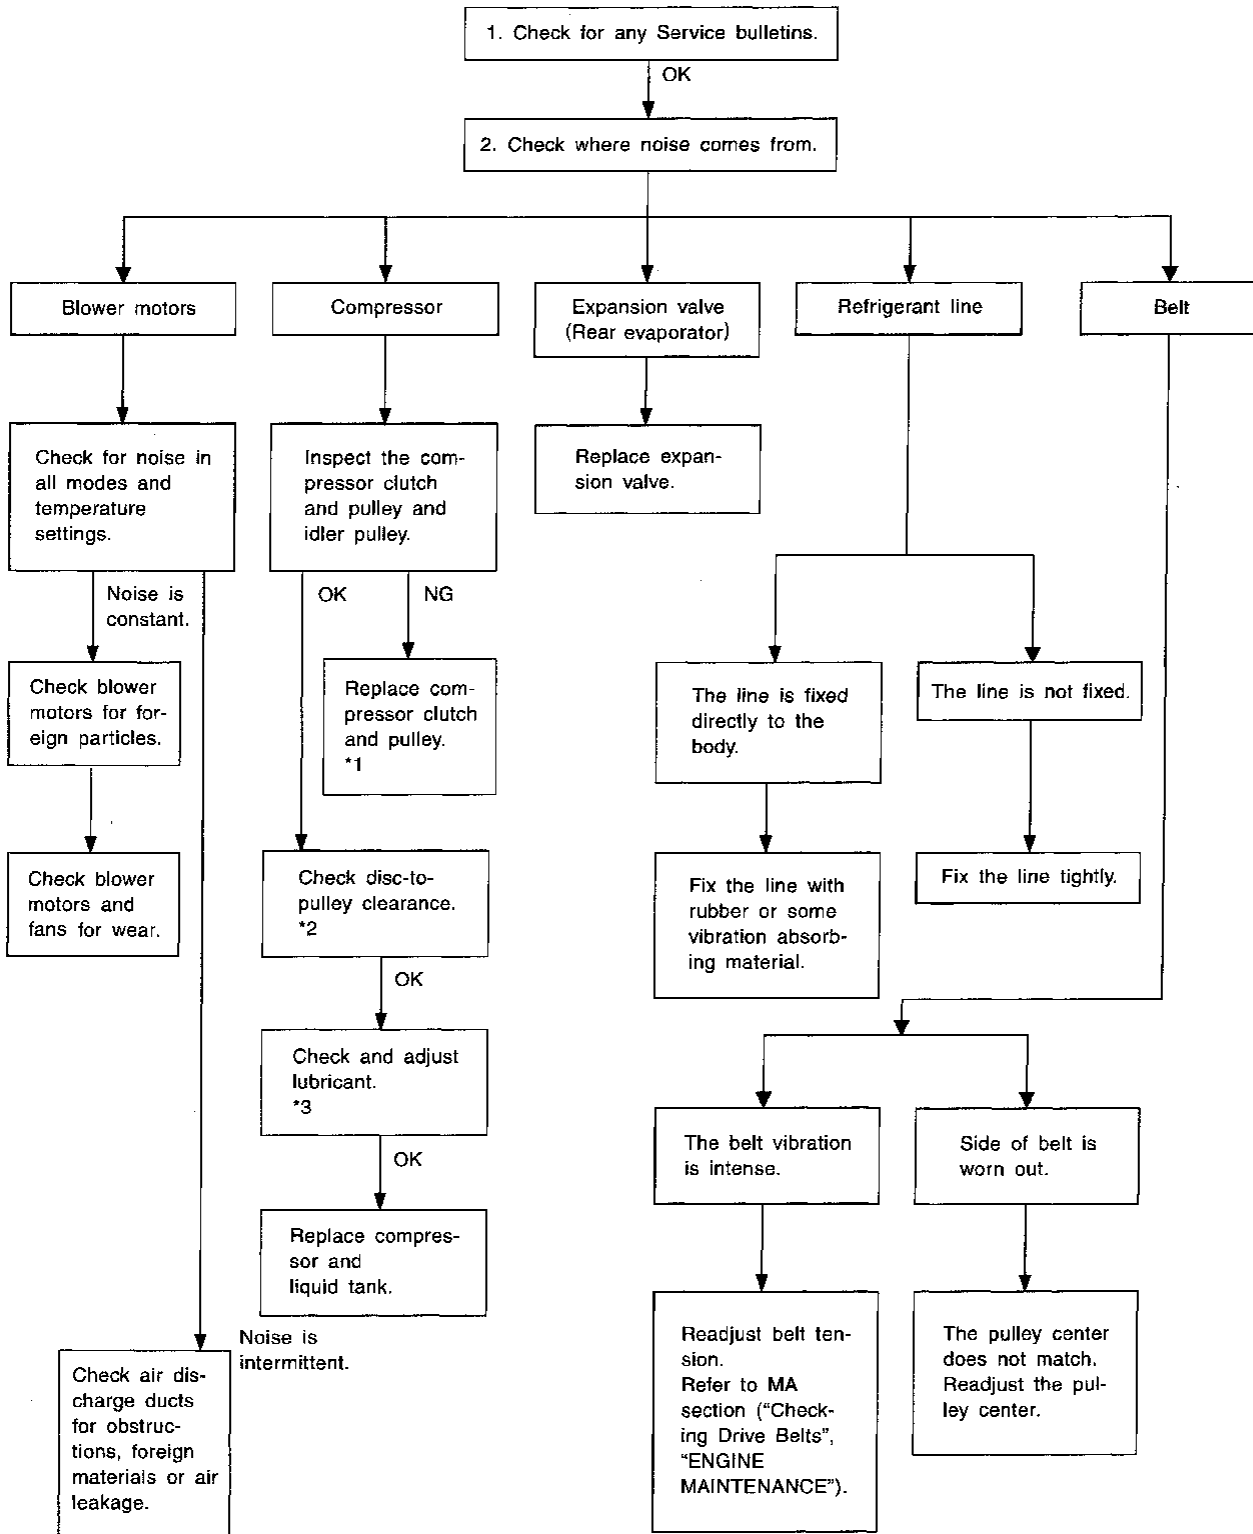 1. Check for any Service bulletins.
OK
2. Check where noise comes from.
Blower motors
Compressor
Expansion valve
(Rear evaporator)
Refrigerant line
Belt
Check for noise in
all modes and
temperature
settings.
Inspect the com-
pressor clutch
and pulley and
idler pulley.
Replace expan-
sion valve.
Noise is
constant.
OK
NG
Check blower
motors for for-
eign particles.
Replace com-
pressor clutch
and pulley.
*1
The line is fixed
directly to the
body.
The line is not fixed.
Check blower
motors and
fans for wear.
Check disc-to-
pulley clearance.
*2
Fix the line with
rubber or some
vibration absorb-
ing material.
Fix the line tightly.
OK
Check and adjust
lubricant.
*3
OK
The belt vibration
is intense.
Side of belt is
worn out.
Replace compres-
sor and
liquid tank.
Noise is
intermittent.
Check air dis-
charge ducts
for obstruc-
tions, foreign
materials or air
leakage.
Readjust belt ten-
sion.
Refer to MA
section (“Check-
ing Drive Belts”,
“ENGINE
MAINTENANCE”).
The pulley center
does not match.
Readjust the pul-
ley center.